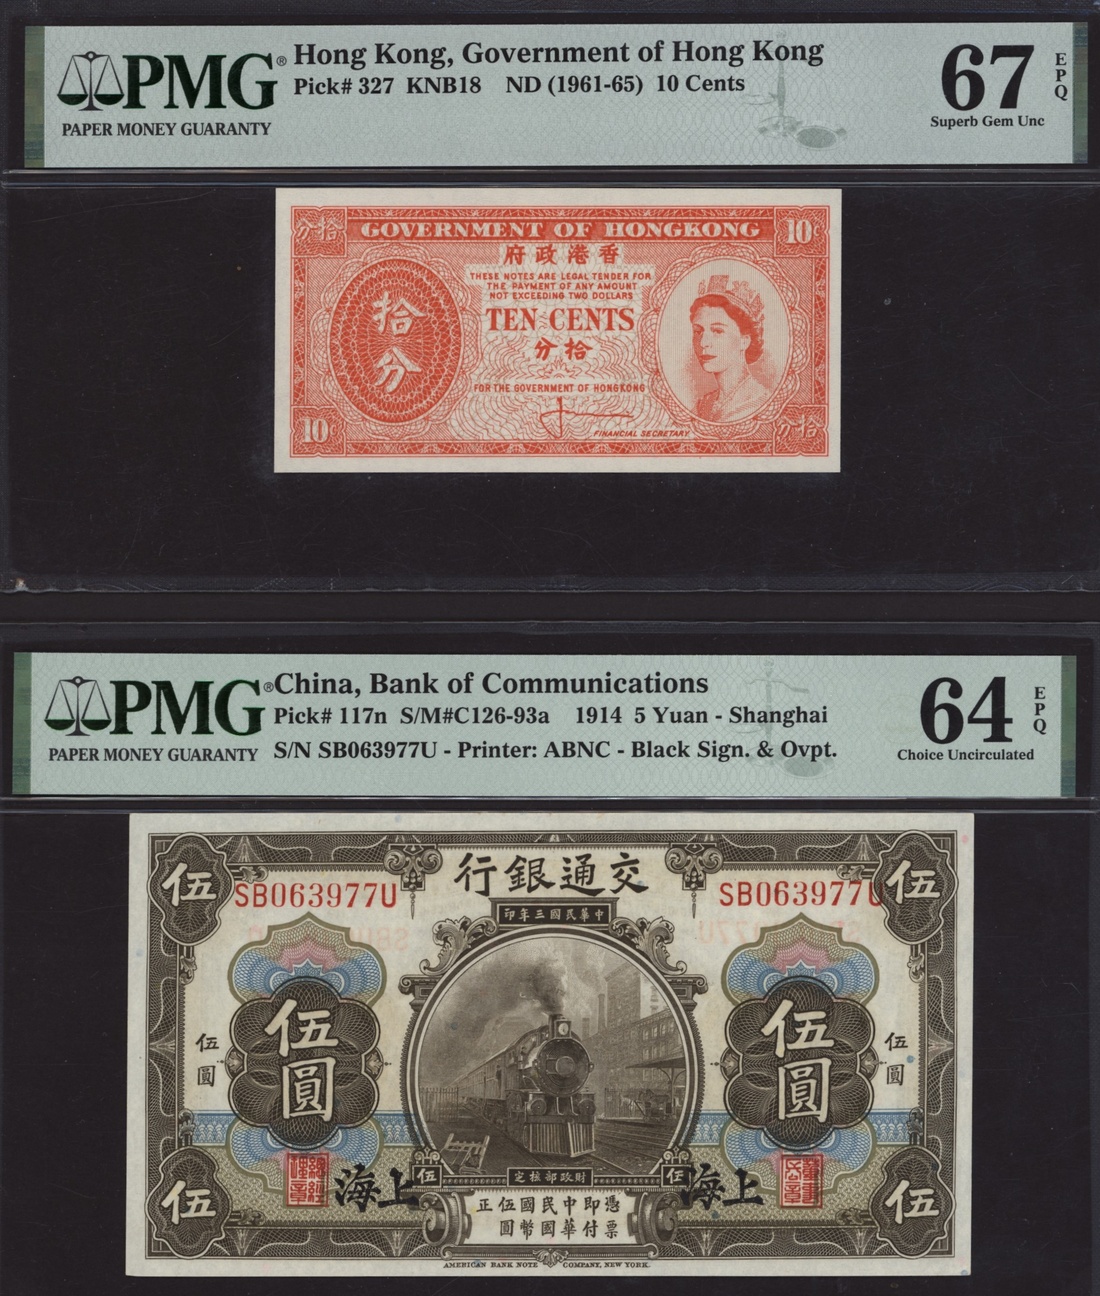 PMG®
PAPER MONEY GUARANTY
Hong Kong, Government of Hong Kong
Pick# 327 KNB18 ND (1961-65) 10 Cents
67
EPQ
Superb Gem Unc
分拾 GOVERNMENT OF HONGKONG 10c
府政港香
THESE NOTES ARE LEGAL TENDER FOR
THE PAYMENT OF ANY AMOUNT
NOT EXCEEDING TWO DOLLARS
拾分
TEN CENTS
分拾
FOR THE GOVERNMENT OF HONGKONG
FINANCIAL SECRETARY
10 分拾
PMG®
PAPER MONEY GUARANTY
China, Bank of Communications
Pick# 117n S/M#C126-93a 1914 5 Yuan - Shanghai
S/N SB063977U - Printer: ABNC - Black Sign. & Ovpt.
64
EPQ
Choice Uncirculated
伍 行銀通交 伍
SB063977U SB063977U
印年三國民華中
伍圓 伍圓 伍圓 伍圓
定核部政財
海上 伍 伍 海上
伍 伍
正伍國民中即憑
圓幣國華付票
AMERICAN BANK NOTE COMPANY, NEW YORK.